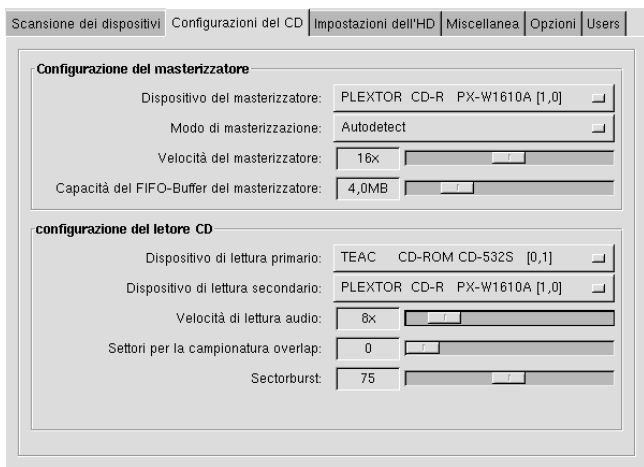 Scansione dei dispositivi Configurazioni del CD Impostazioni dell'HD Miscellanea Opzioni Users
Configurazione del masterizzatore
Dispositivo del masterizzatore: PLEXTOR CD-R PX-W1610A [1,0]
Modo di masterizzazione: Autodetect
Velocità del masterizzatore: 16x
Capacità del FIFO-Buffer del masterizzatore: 4,0MB
configurazione del letore CD
Dispositivo di lettura primario: TEAC CD-ROM CD-532S [0,1]
Dispositivo di lettura secondario: PLEXTOR CD-R PX-W1610A [1,0]
Velocità di lettura audio: 8x
Settori per la campionatura overlap: 0
Sectorburst: 75